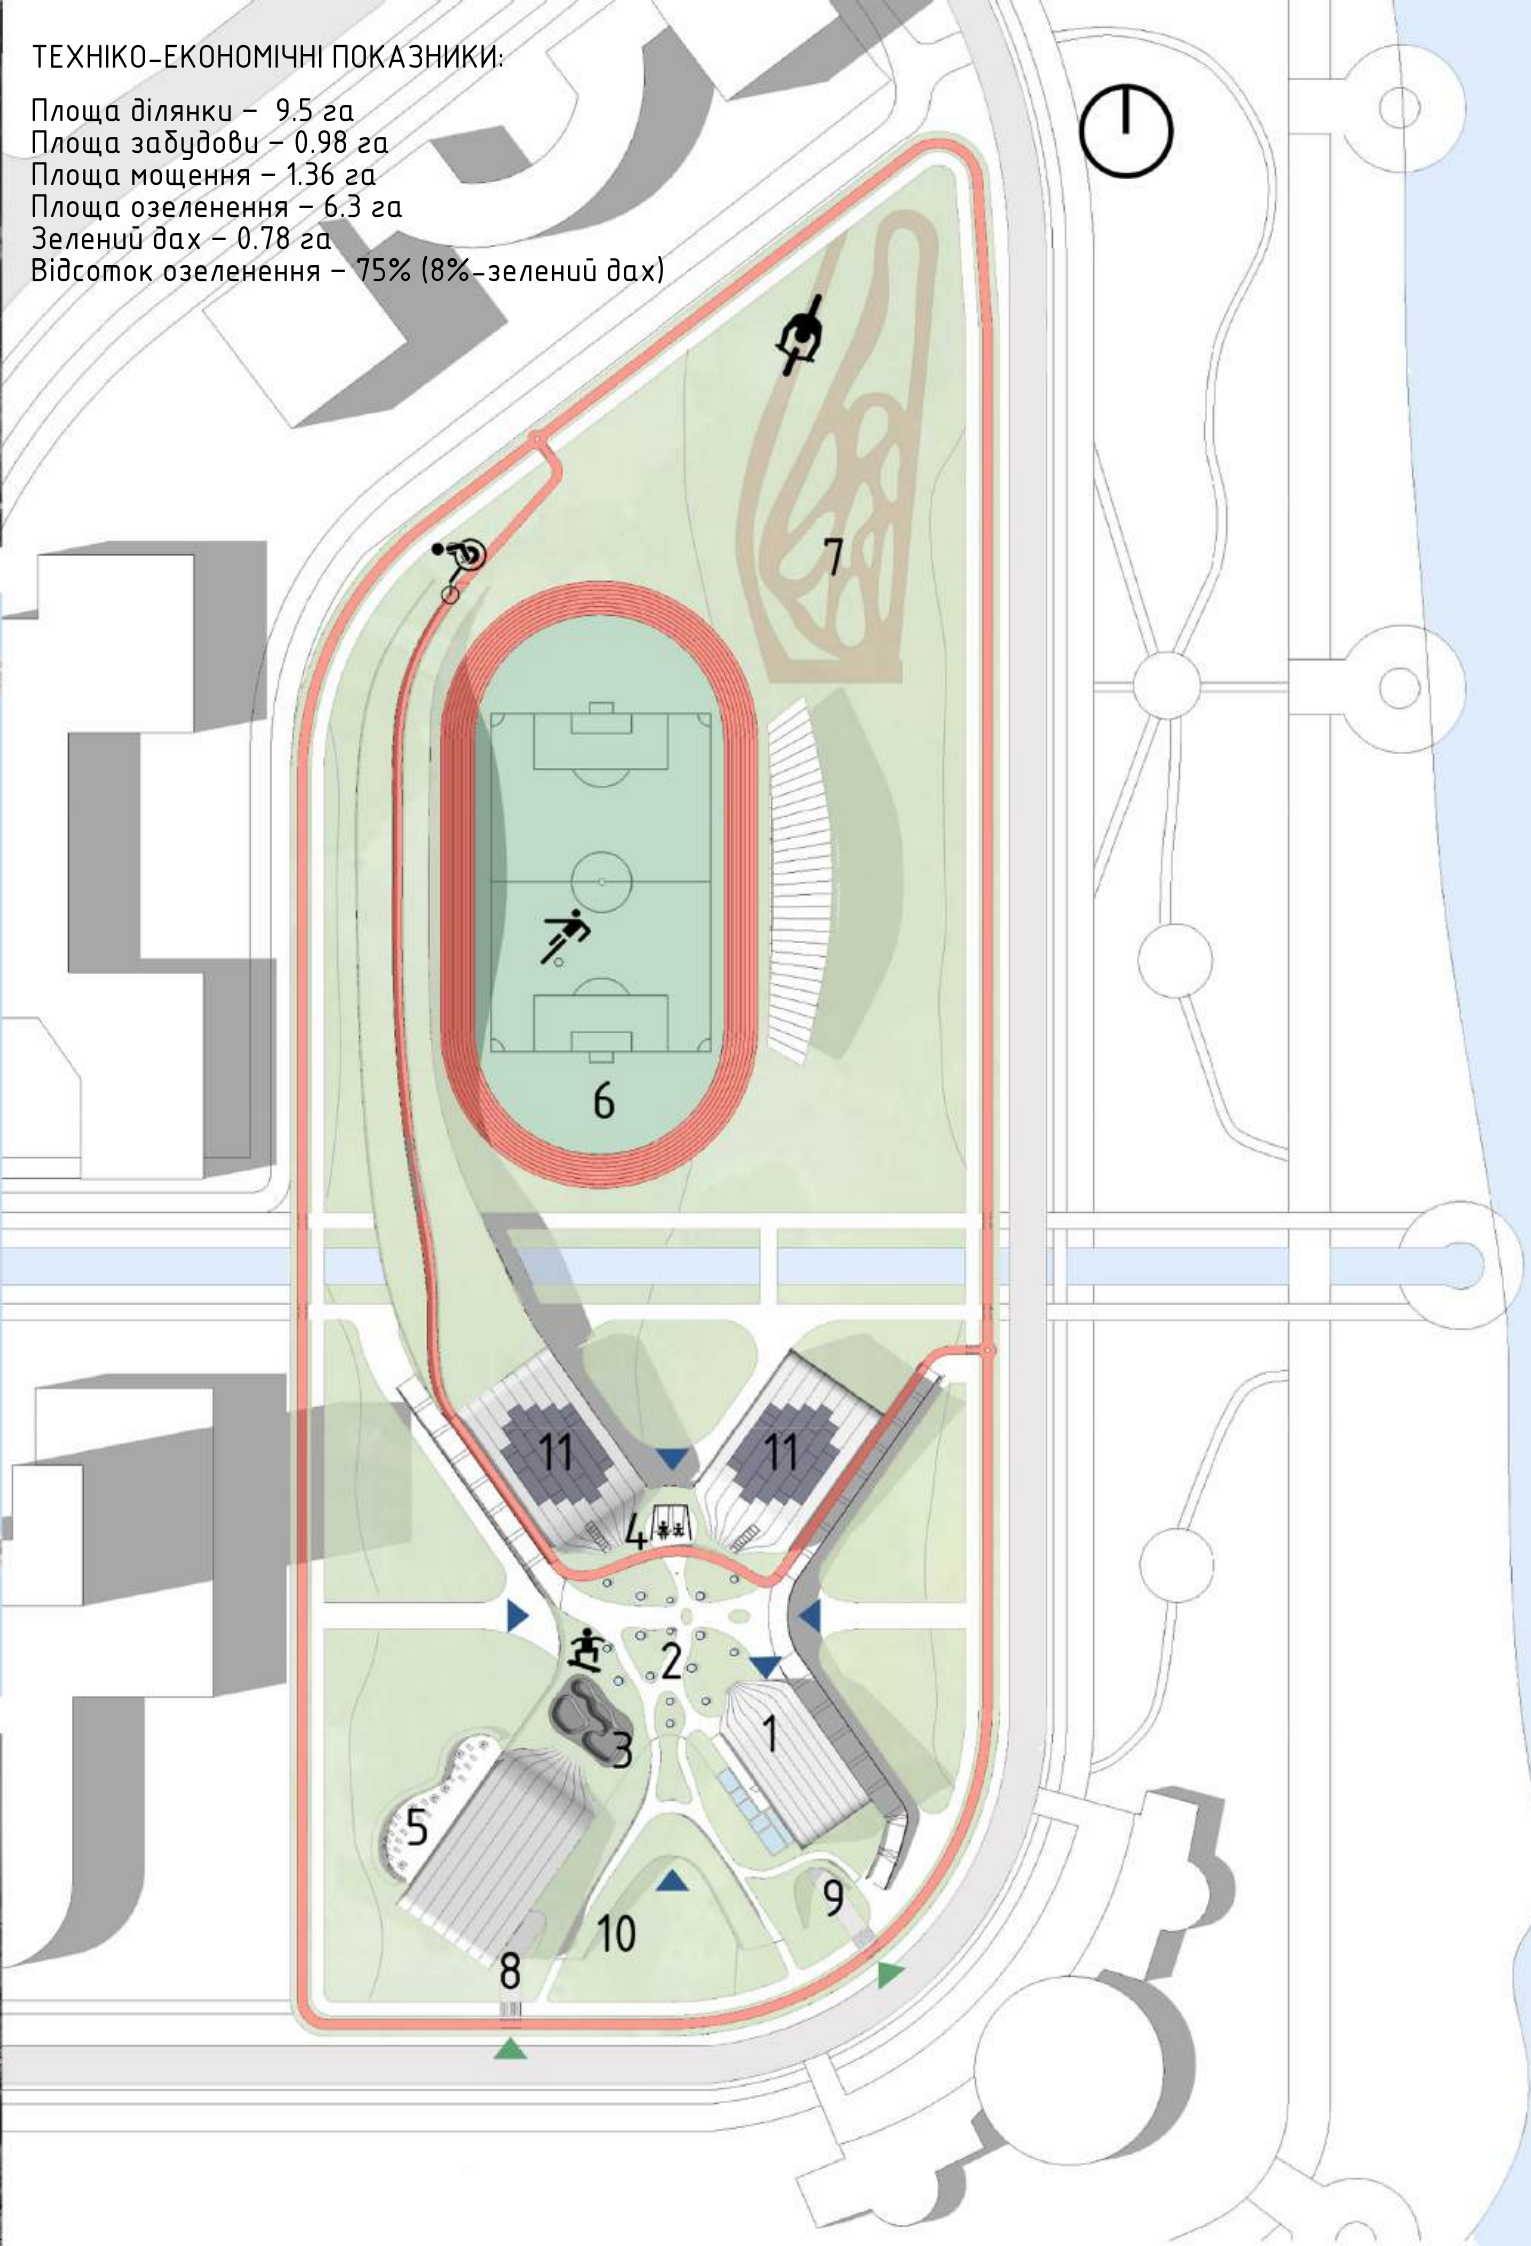 ТЕХНІКО-ЕКОНОМІЧНІ ПОКАЗНИКИ:
Площа ділянки – 9.5 га
Площа забудови – 0.98 га
Площа мощення – 1.36 га
Площа озеленення – 6.3 га
Зелений дах – 0.78 га
Відсоток озеленення – 75% (8%-зелений дах)
7
6
11
11
4
2
1
3
5
9
10
8